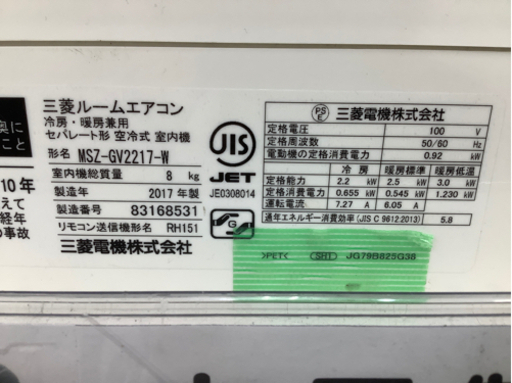 三菱ルームエアコン
冷房・暖房兼用
セパレート形 空冷式 室内機
形名 MSZ-GV2217-W
室内機総質量 8 kg
製造年 2017年製
製造番号 83168531
リモコン送信機形名 RH151
三菱電機株式会社
JIS
JET
JE0308014
G
奥に
こと
10年
えて
経年
の事故
PS
E
三菱電機株式会社
定格電圧 100 V
定格周波数 50/60 Hz
電動機の定格消費電力 0.92 kW
冷房 暖房標準 暖房低温
定格能力 2.2 kW 2.5 kW 3.0 kW
定格消費電力 0.655 kW 0.545 kW 1.230 kW
運転電流 7.27 A 6.05 A
通年エネルギー消費効率(JIS C 9612:2013) 5.8
>PET< SRI JG79B825G38